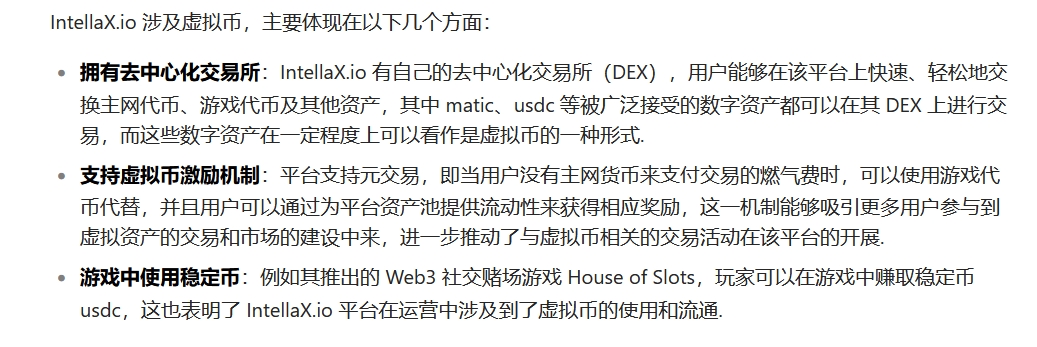 IntellaX.io 涉及虚拟币，主要体现在以下几个方面：
• 拥有去中心化交易所：IntellaX.io 有自己的去中心化交易所（DEX），用户能够在该平台上快速、轻松地交
换主网代币、游戏代币及其他资产，其中 matic、usdc 等被广泛接受的数字资产都可以在其 DEX 上进行交
易，而这些数字资产在一定程度上可以看作是虚拟币的一种形式.
• 支持虚拟币激励机制：平台支持元交易，即当用户没有主网货币来支付交易的燃气费时，可以使用游戏代
币代替，并且用户可以通过为平台资产池提供流动性来获得相应奖励，这一机制能够吸引更多用户参与到
虚拟资产的交易和市场的建设中来，进一步推动了与虚拟币相关的交易活动在该平台的开展.
• 游戏中使用稳定币：例如其推出的 Web3 社交赌场游戏 House of Slots，玩家可以在游戏中赚取稳定币
usdc，这也表明了 IntellaX.io 平台在运营中涉及到了虚拟币的使用和流通.